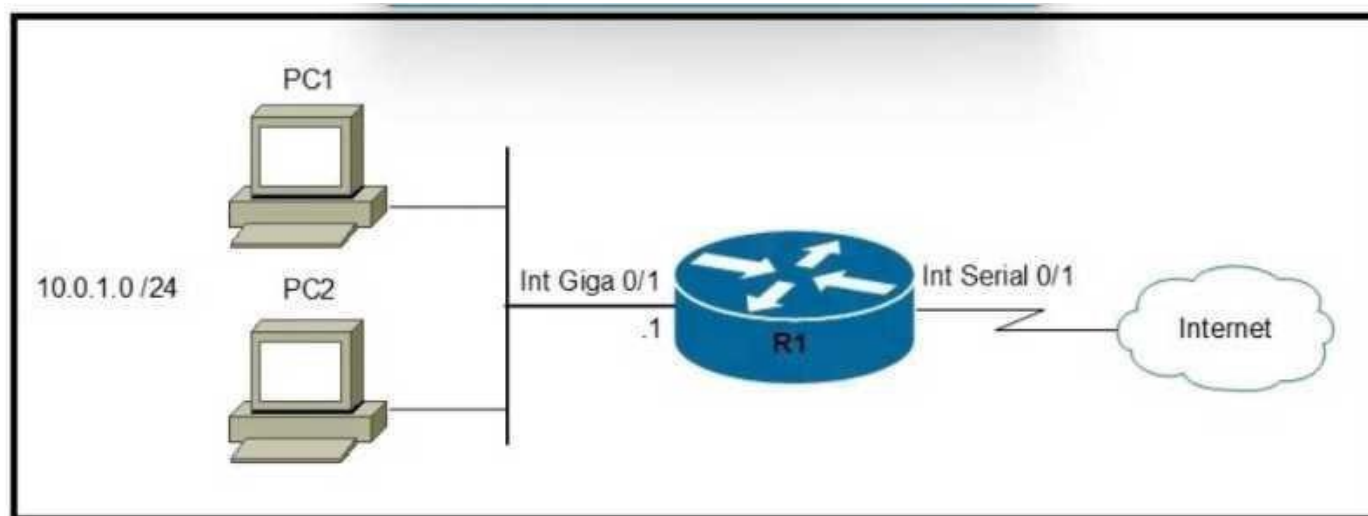 PC1
10.0.1.0 /24
PC2
Int Giga 0/1
.1
R1
Int Serial 0/1
Internet